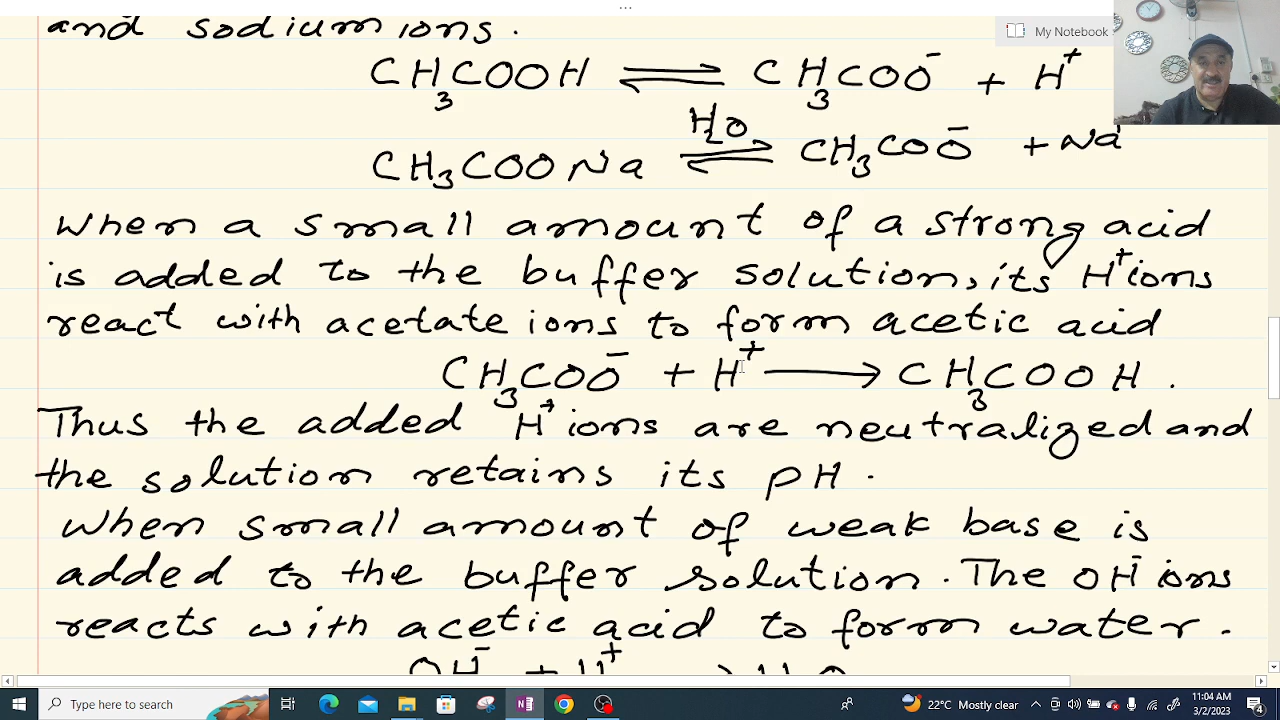 ...
and sodium ions.
My Notebook
CH₃COOH ⇌ CH₃COO⁻ + H⁺
H₂O
CH₃COONa ⇌ CH₃COO⁻ + Na⁺
When a small amount of a strong acid
is added to the buffer solution, its H⁺ ions
react with acetate ions to form acetic acid
CH₃COO⁻ + H⁺ ⟶ CH₃COOH.
Thus the added H⁺ ions are neutralized and
the solution retains its pH.
When small amount of weak base is
added to the buffer solution. The OH⁻ ions
reacts with acetic acid to form water.
OH⁻ + H⁺
Type here to search
22°C Mostly clear
11:04 AM
3/2/2023
4